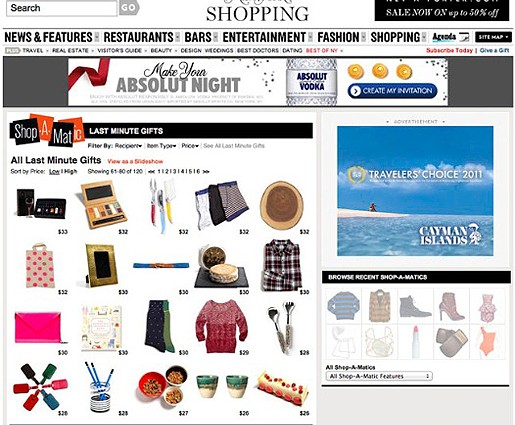 Search GO
SHOPPING
SALE NOW ON up to 50% off
NEWS & FEATURES RESTAURANTS BARS ENTERTAINMENT FASHION SHOPPING Agenda SITE MAP
PLUS TRAVEL REAL ESTATE VISITOR'S GUIDE BEAUTY DESIGN WEDDINGS BEST DOCTORS DATING BEST OF NY Subscribe Today | Give a Gift
Make Your
ABSOLUT NIGHT
ABSOLUT
VODKA
CREATE MY INVITATION
Shop-A-Matic LAST MINUTE GIFTS
Filter By: Recipient Item Type Price See All Last Minute Gifts
All Last Minute Gifts View as a Slideshow
Sort by Price: Low | High Showing 61-80 of 120 << 1 | 2 | 3 | 4 | 5 | 6 >>
$33 $32 $32 $32 $32
$32 $30 $30 $30 $30
$30 $30 $30 $29 $28
$28 $28 $27 $26 $26
ADVERTISEMENT
TRAVELERS' CHOICE 2011
CAYMAN
ISLANDS
BROWSE RECENT SHOP-A-MATICS
All Shop-A-Matics
All Shop-A-Matic Features